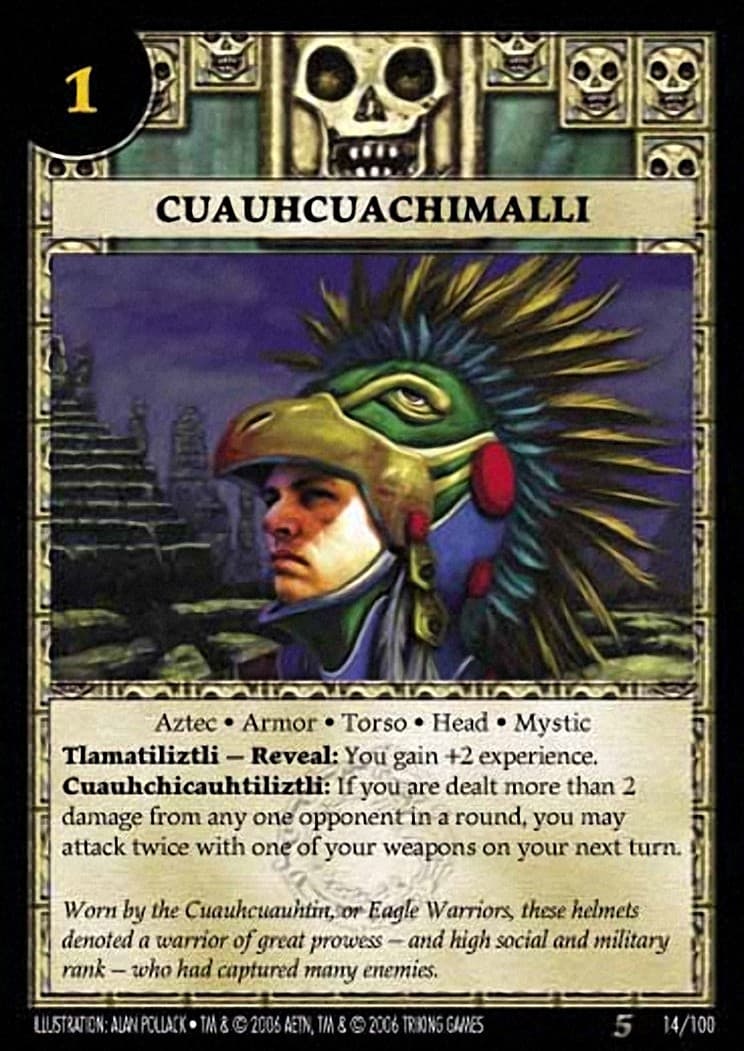 1
CUAUHCUACHIMALLI
Aztec • Armor • Torso • Head • Mystic
Tlamatiliztli – Reveal: You gain +2 experience.
Cuauhchicauhtiliztli: If you are dealt more than 2
damage from any one opponent in a round, you may
attack twice with one of your weapons on your next turn.
Worn by the Cuauhcuauhtin, or Eagle Warriors, these helmets
denoted a warrior of great prowess – and high social and military
rank – who had captured many enemies.
ILLUSTRATION: ALAN POLLACK • TM & © 2006 AETN, TM & © 2006 TRIKING GAMES
5 14/100